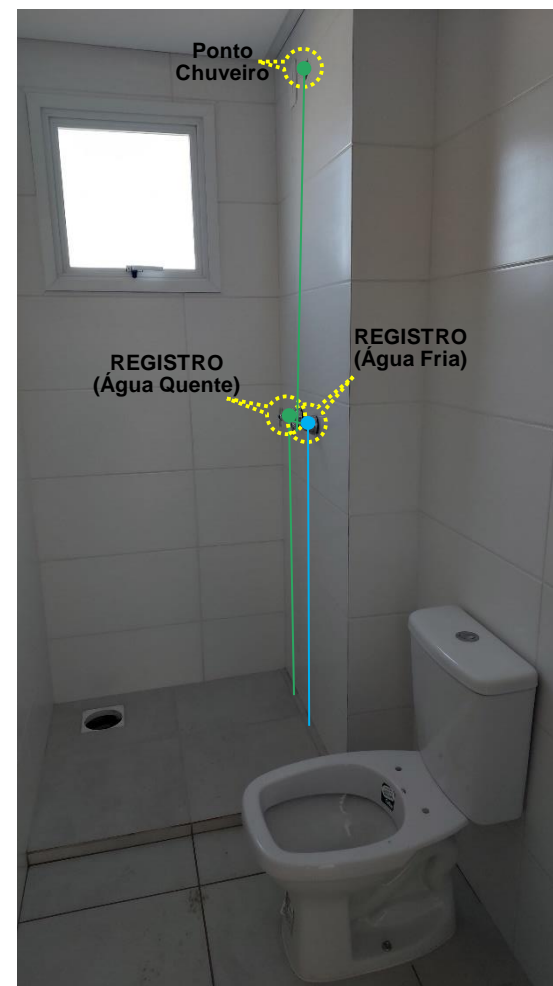 Ponto
Chuveiro
REGISTRO
(Água Fria)
REGISTRO
(Água Quente)